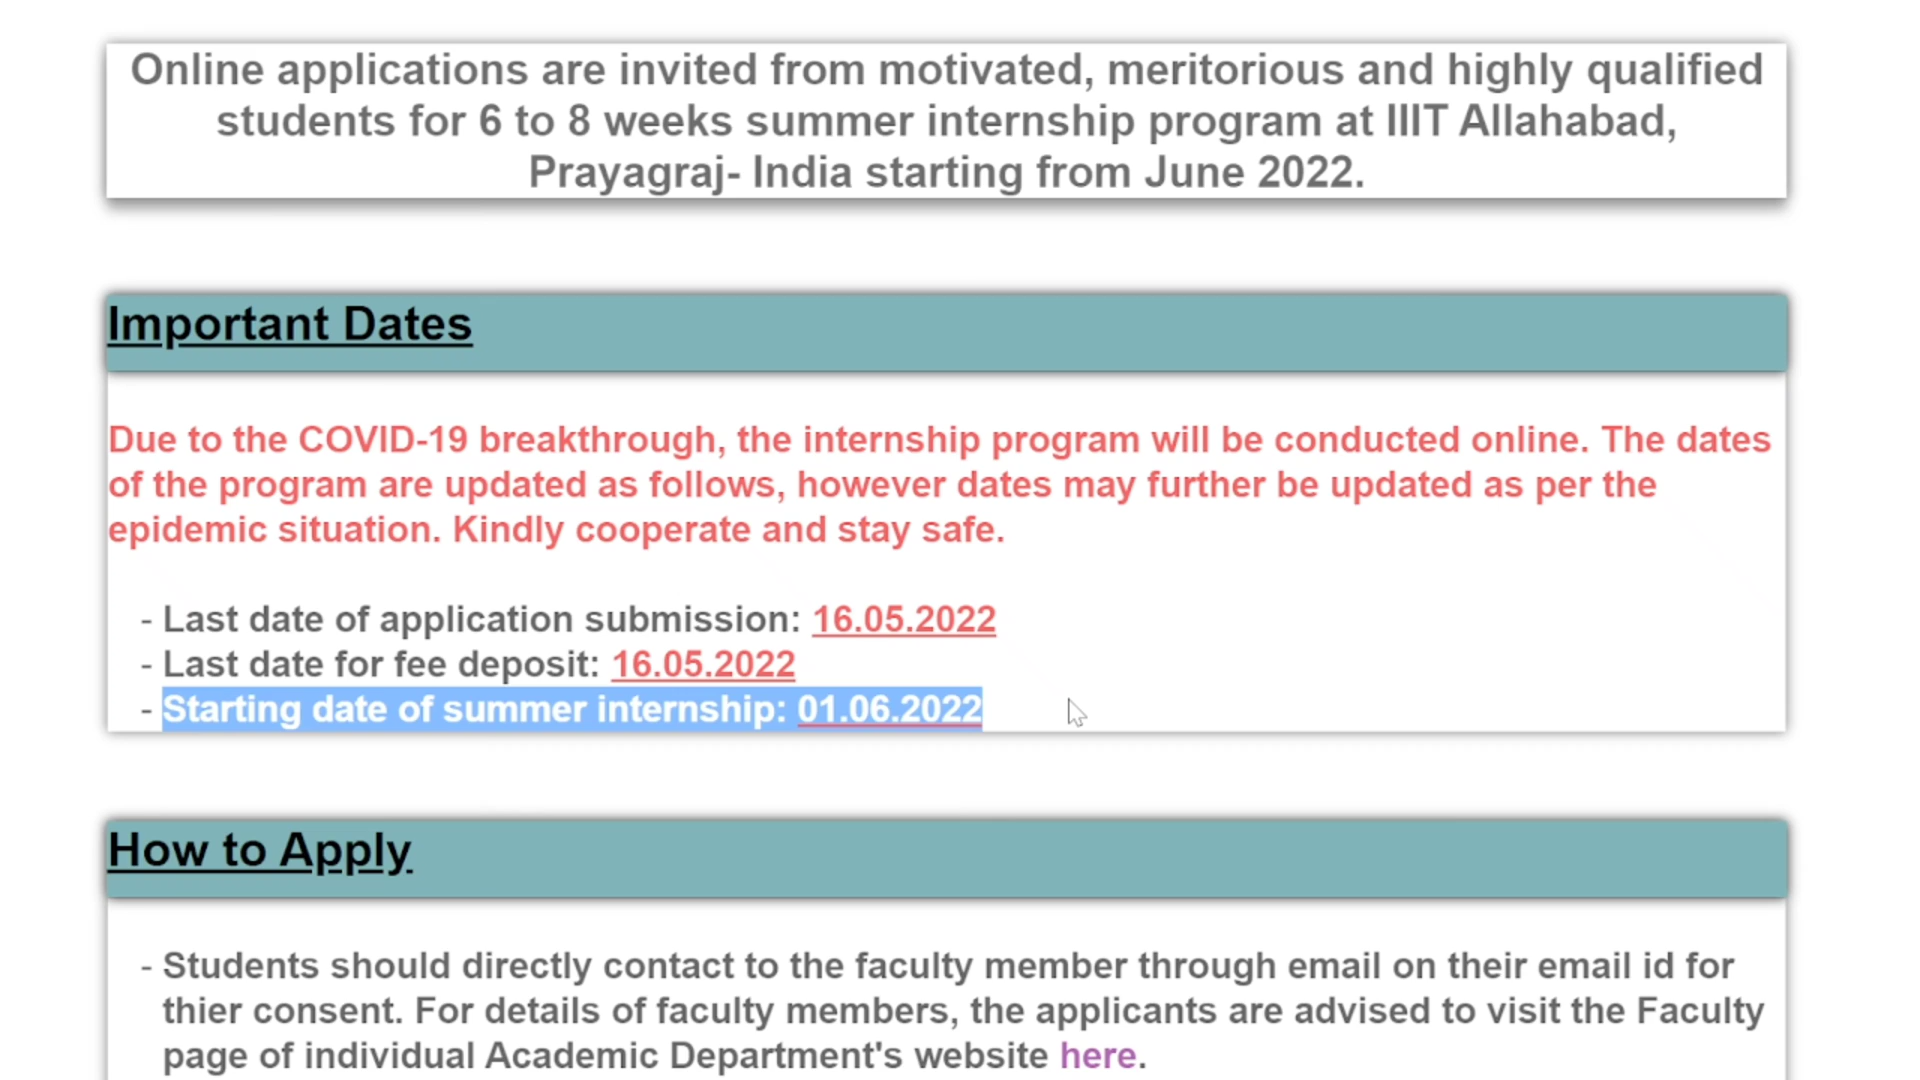 Online applications are invited from motivated, meritorious and highly qualified
students for 6 to 8 weeks summer internship program at IIIT Allahabad,
Prayagraj- India starting from June 2022.
Important Dates
Due to the COVID-19 breakthrough, the internship program will be conducted online. The dates
of the program are updated as follows, however dates may further be updated as per the
epidemic situation. Kindly cooperate and stay safe.
- Last date of application submission: 16.05.2022
- Last date for fee deposit: 16.05.2022
- Starting date of summer internship: 01.06.2022
How to Apply
- Students should directly contact to the faculty member through email on their email id for
thier consent. For details of faculty members, the applicants are advised to visit the Faculty
page of individual Academic Department's website here.